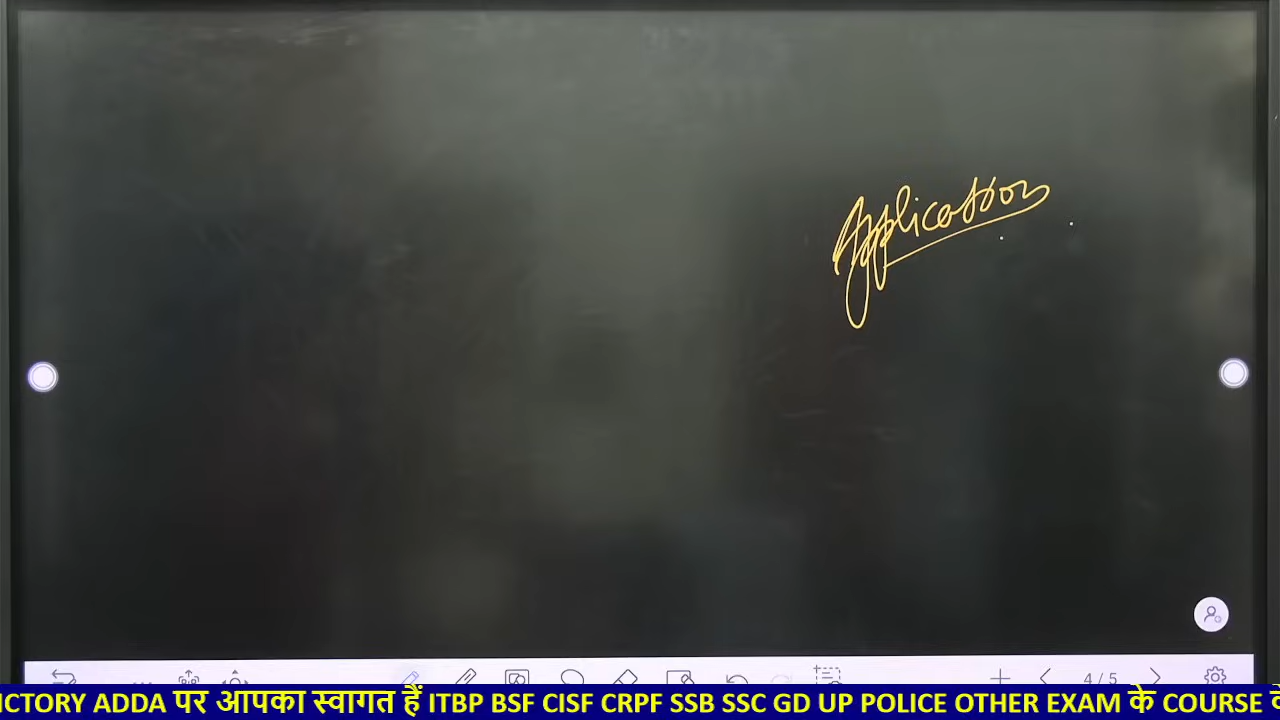 Application
4/5
ICTORY ADDA पर आपका स्वागत हैं ITBP BSF CISF CRPF SSB SSC GD UP POLICE OTHER EXAM के COURSE